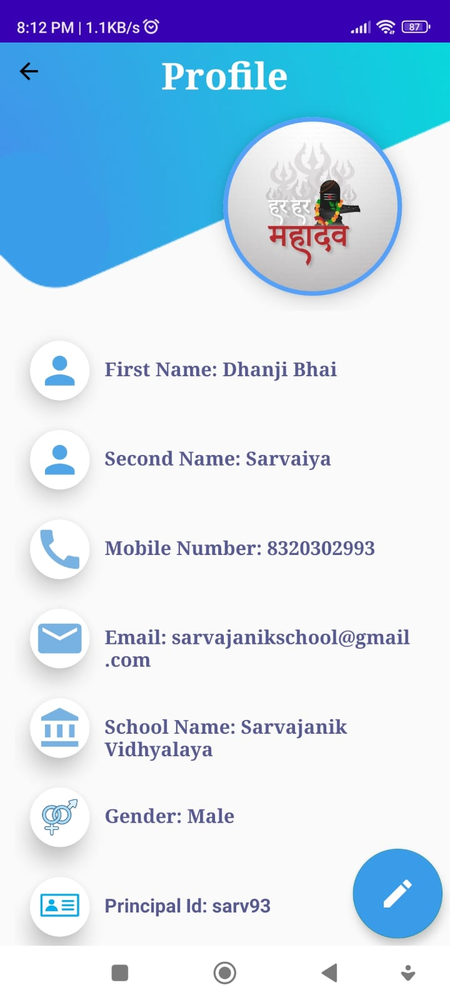 8:12 PM | 1.1KB/s
87
Profile
हर हर
महादेव
First Name: Dhanji Bhai
Second Name: Sarvaiya
Mobile Number: 8320302993
Email: sarvajanikschool@gmail
.com
School Name: Sarvajanik
Vidhyalaya
Gender: Male
Principal Id: sarv93